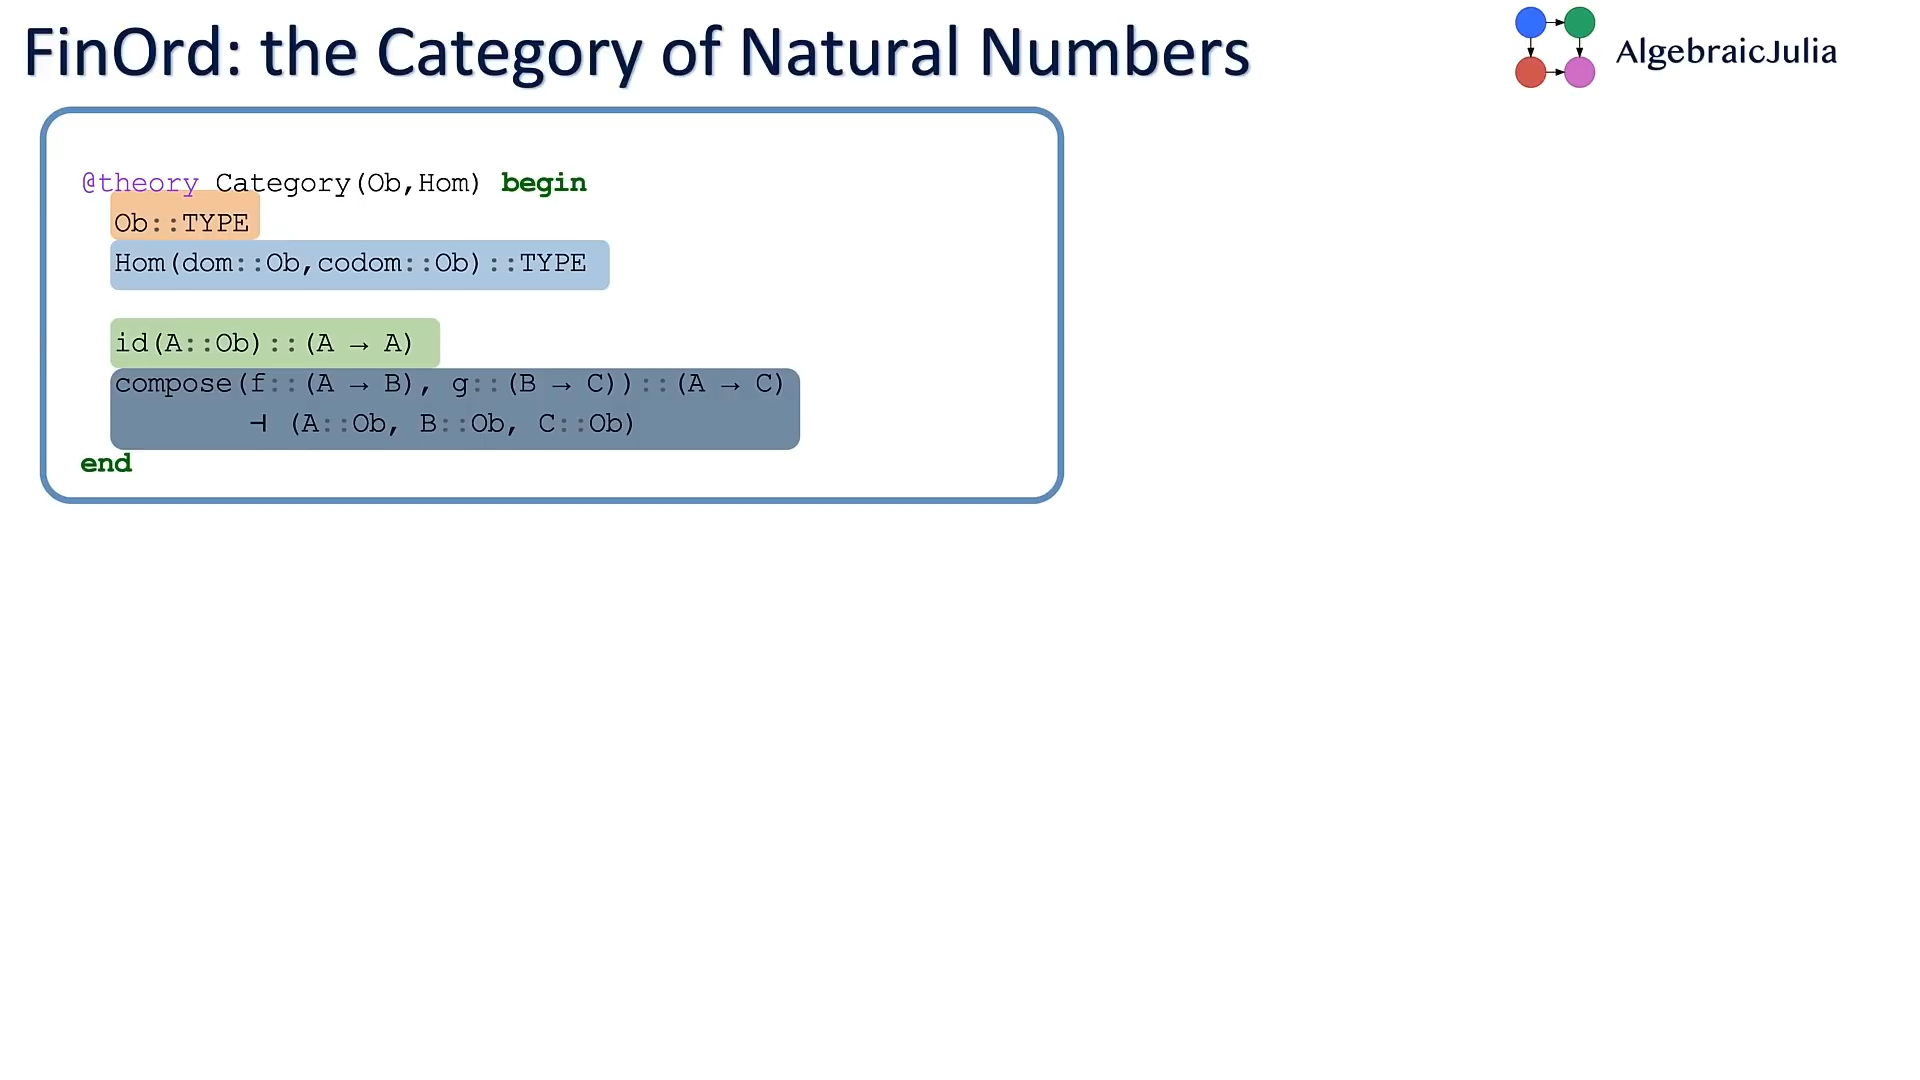 FinOrd: the Category of Natural Numbers
AlgebraicJulia
@theory Category(Ob,Hom) begin
Ob::TYPE
Hom(dom::Ob,codom::Ob)::TYPE
id(A::Ob)::(A → A)
compose(f::(A → B), g::(B → C))::(A → C)
⊣ (A::Ob, B::Ob, C::Ob)
end